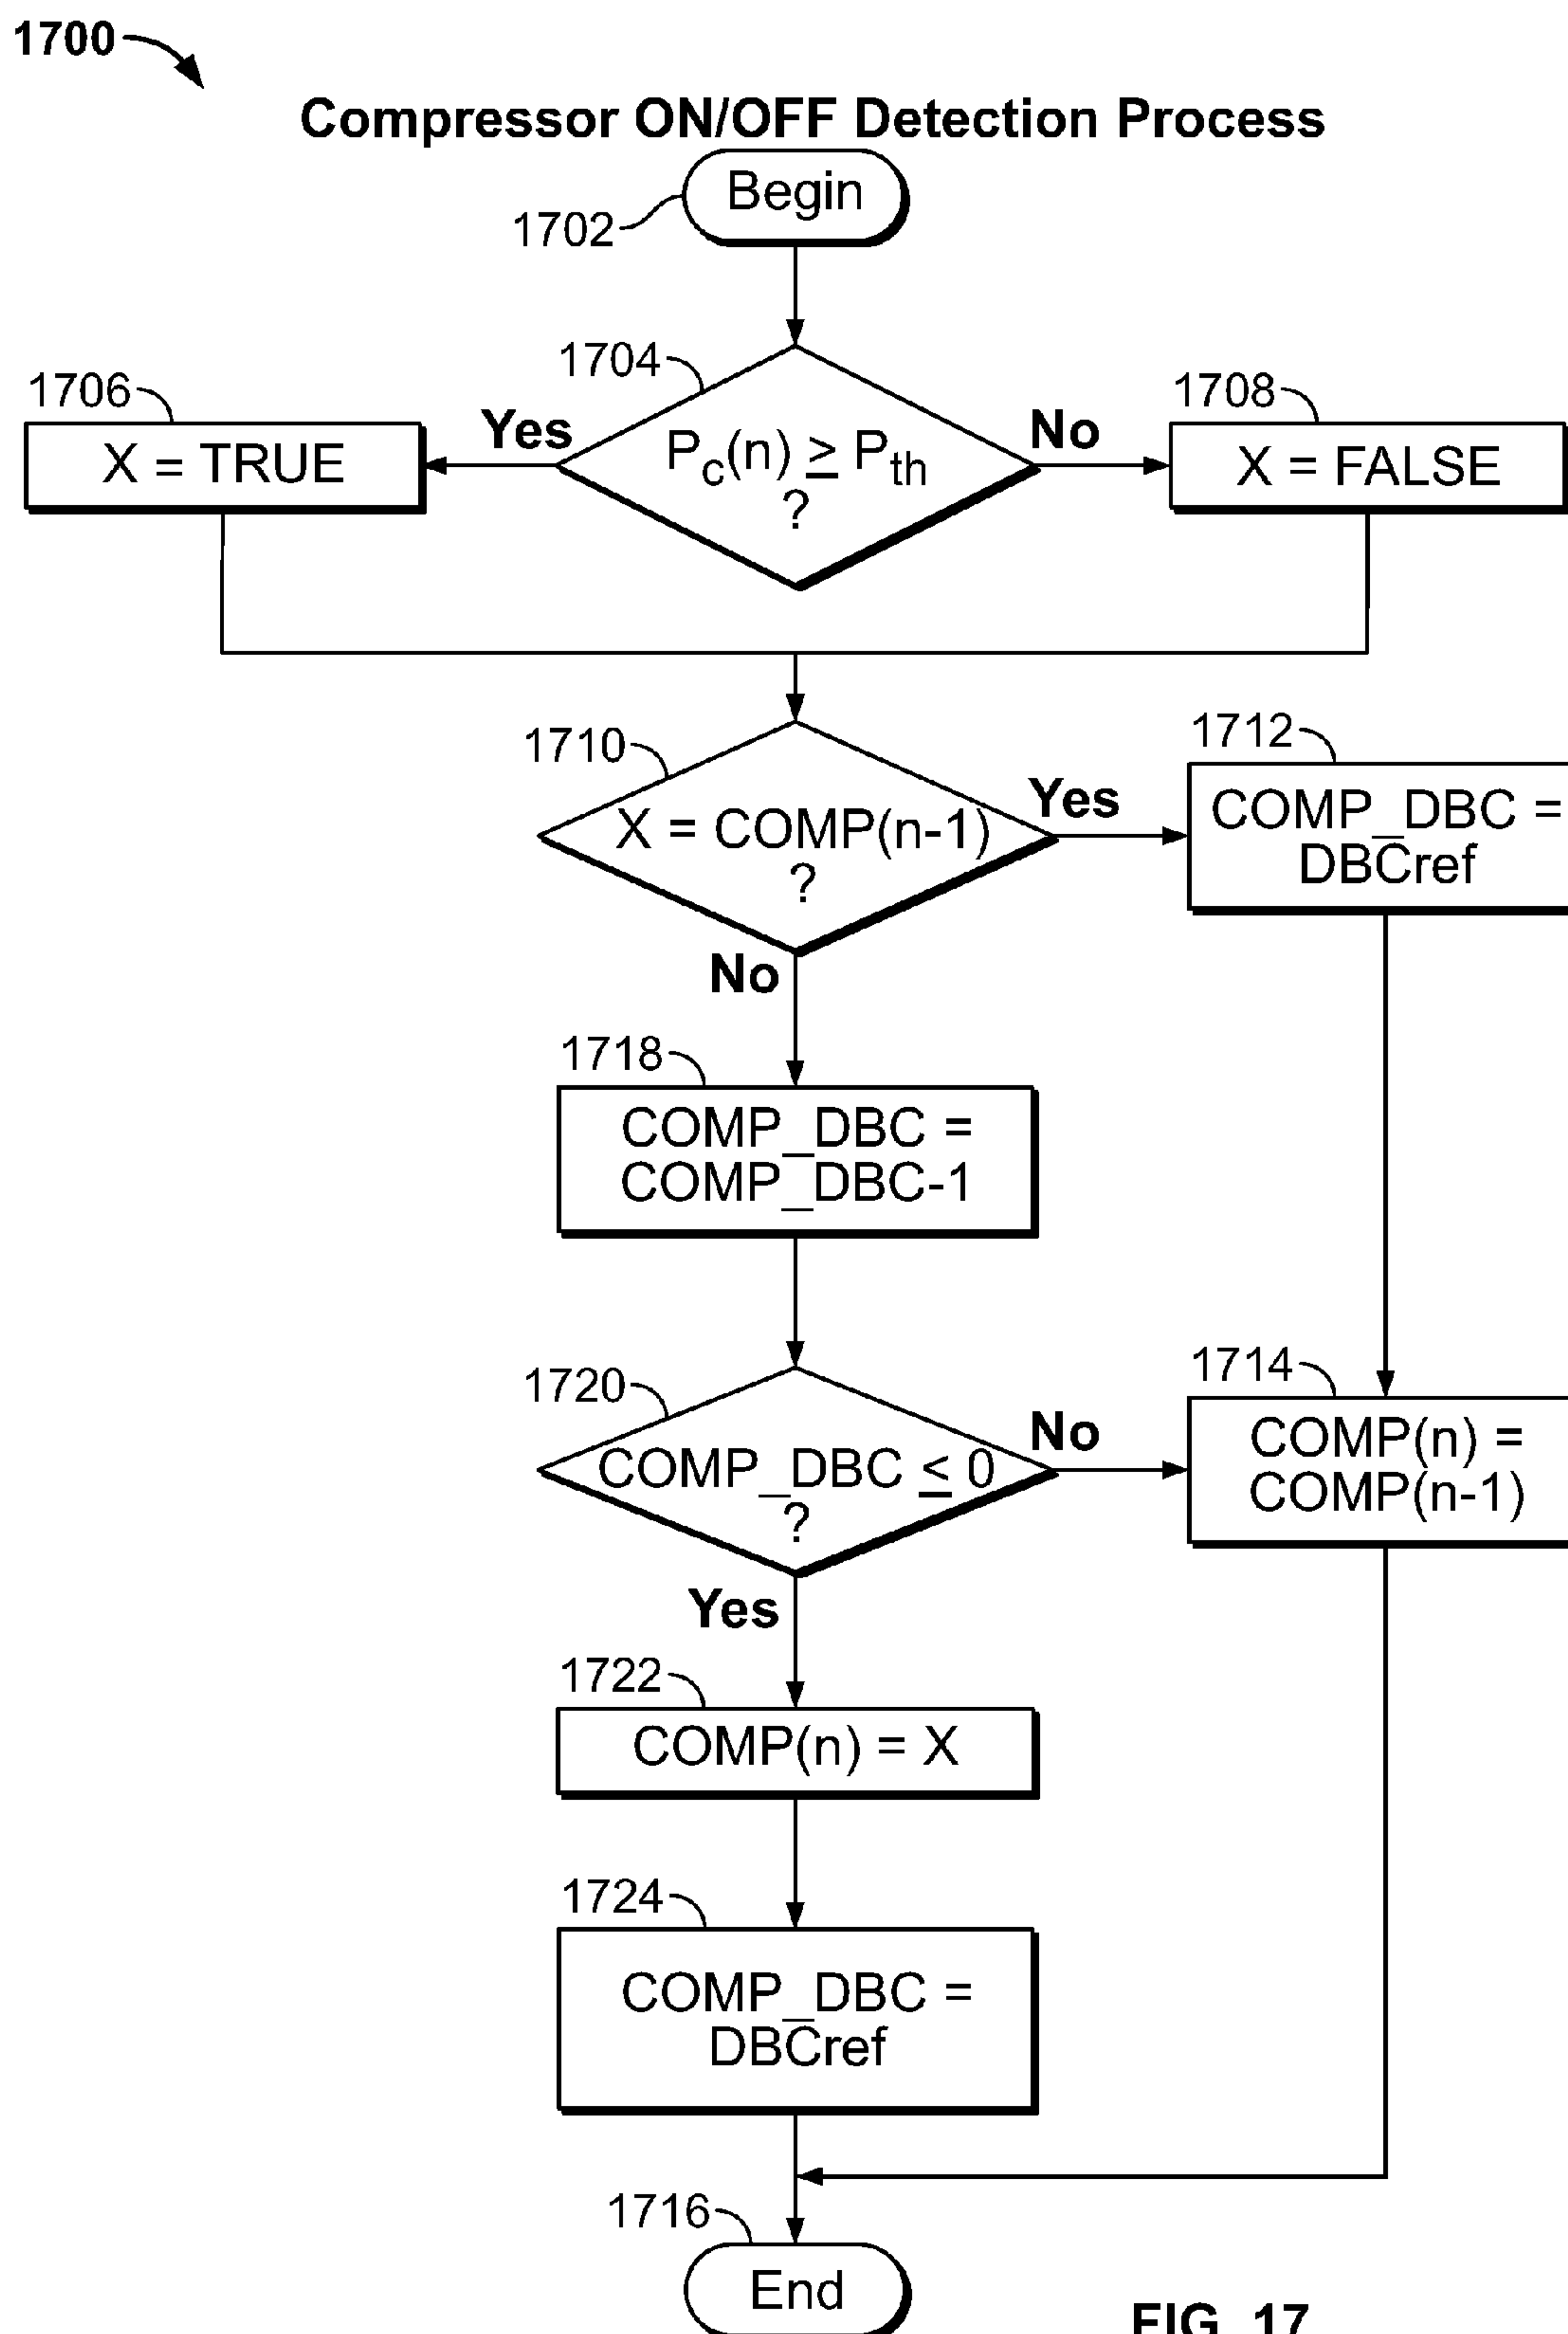 1700
Compressor ON/OFF Detection Process
Begin
1702
1704
1706
1708
Yes
No
X = TRUE
P_c(n) ≥ P_th
?
X = FALSE
1710
1712
Yes
X = COMP(n-1)
?
COMP_DBC =
DBCref
No
1718
COMP_DBC =
COMP_DBC-1
1714
1720
No
COMP_DBC ≤ 0
?
COMP(n) =
COMP(n-1)
Yes
1722
COMP(n) = X
1724
COMP_DBC =
DBCref
1716
End
FIG. 17